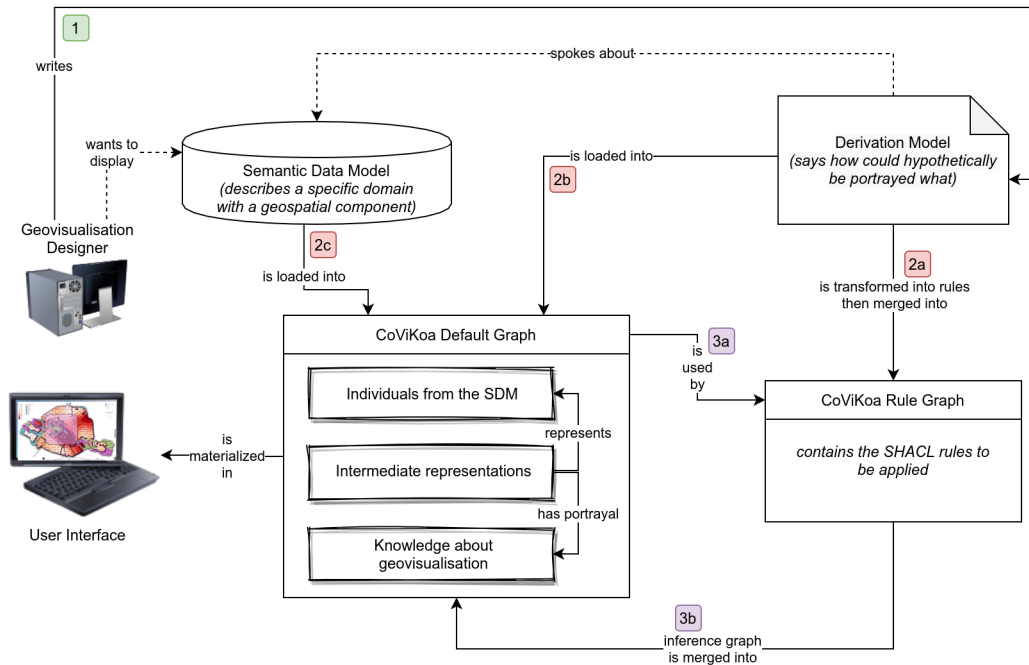 1
writes
spokes about
wants to
display
Semantic Data Model
(describes a specific domain
with a geospatial component)
Derivation Model
(says how could hypothetically
be portrayed what)
is loaded into
2b
Geovisualisation
Designer
2c
is loaded into
2a
is transformed into rules
then merged into
CoViKoa Default Graph
3a
is
used
by
Individuals from the SDM
represents
Intermediate representations
has portrayal
Knowledge about
geovisualisation
CoViKoa Rule Graph
contains the SHACL rules to
be applied
is
materialized
in
User Interface
3b
inference graph
is merged into